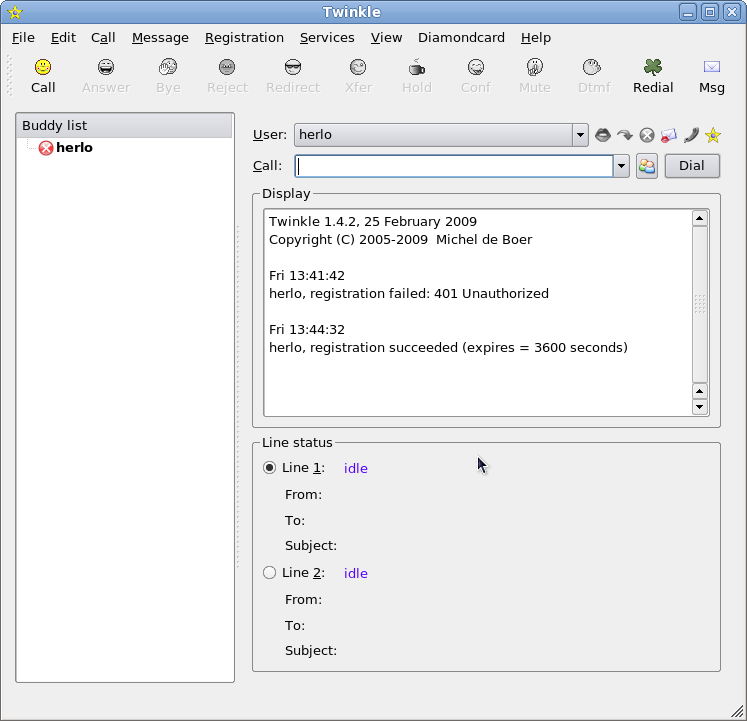 Twinkle
File Edit Call Message Registration Services View Diamondcard Help
Call Answer Bye Reject Redirect Xfer Hold Conf Mute Dtmf Redial Msg
Buddy list
herlo
User: herlo
Call: Dial
Display
Twinkle 1.4.2, 25 February 2009
Copyright (C) 2005-2009  Michel de Boer
Fri 13:41:42
herlo, registration failed: 401 Unauthorized
Fri 13:44:32
herlo, registration succeeded (expires = 3600 seconds)
Line status
Line 1: idle
From:
To:
Subject:
Line 2: idle
From:
To:
Subject: